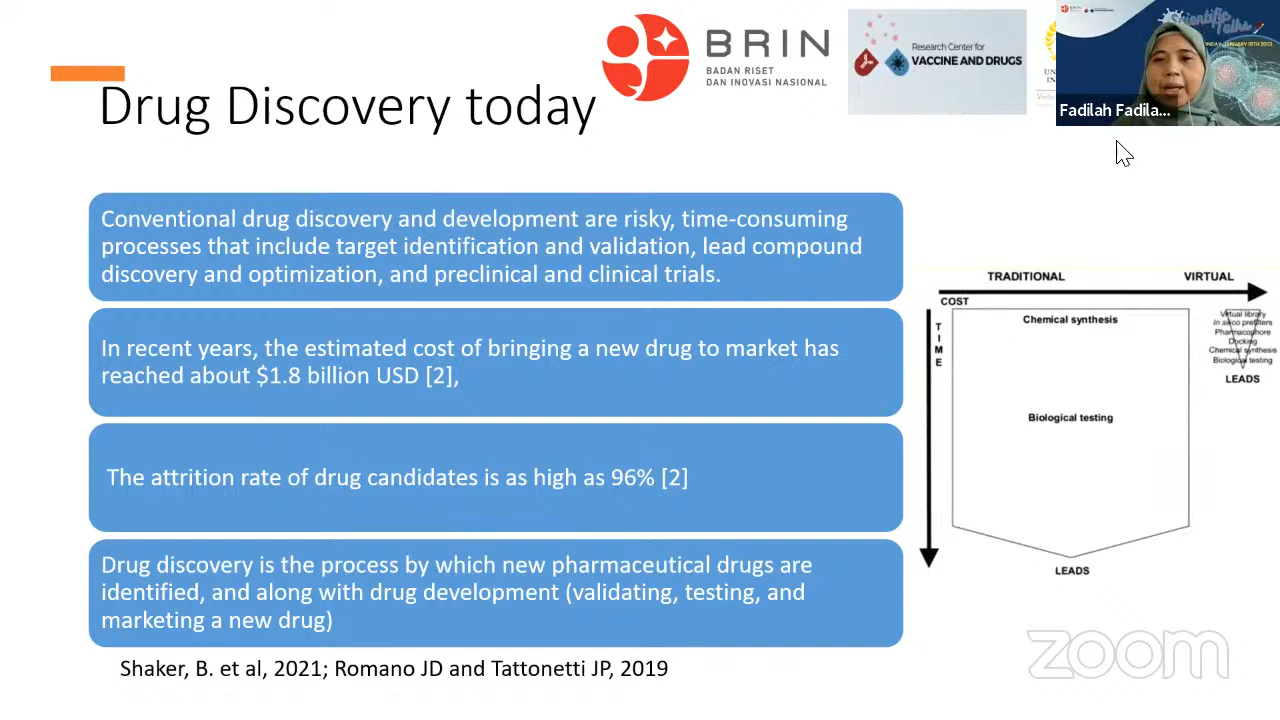 Drug Discovery today
BRIN
BADAN RISET
DAN INOVASI NASIONAL
Research Center for
VACCINE AND DRUGS
Scientific
Talks
Fadilah Fadila...
Conventional drug discovery and development are risky, time-consuming
processes that include target identification and validation, lead compound
discovery and optimization, and preclinical and clinical trials.
In recent years, the estimated cost of bringing a new drug to market has
reached about $1.8 billion USD [2],
The attrition rate of drug candidates is as high as 96% [2]
Drug discovery is the process by which new pharmaceutical drugs are
identified, and along with drug development (validating, testing, and
marketing a new drug)
Shaker, B. et al, 2021; Romano JD and Tattonetti JP, 2019
TRADITIONAL
VIRTUAL
COST
TIME
Chemical synthesis
Biological testing
LEADS
Virtual library
In silico prefilters
Pharmacophore
Docking
Chemical synthesis
Biological testing
LEADS
zoom